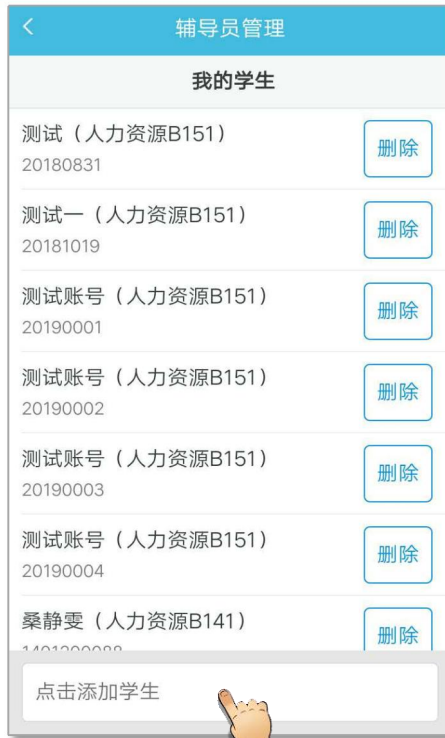 辅导员管理
我的学生
测试（人力资源B151）
20180831
删除
测试一（人力资源B151）
20181019
删除
测试账号（人力资源B151）
20190001
删除
测试账号（人力资源B151）
20190002
删除
测试账号（人力资源B151）
20190003
删除
测试账号（人力资源B151）
20190004
删除
桑静雯（人力资源B141）
删除
点击添加学生